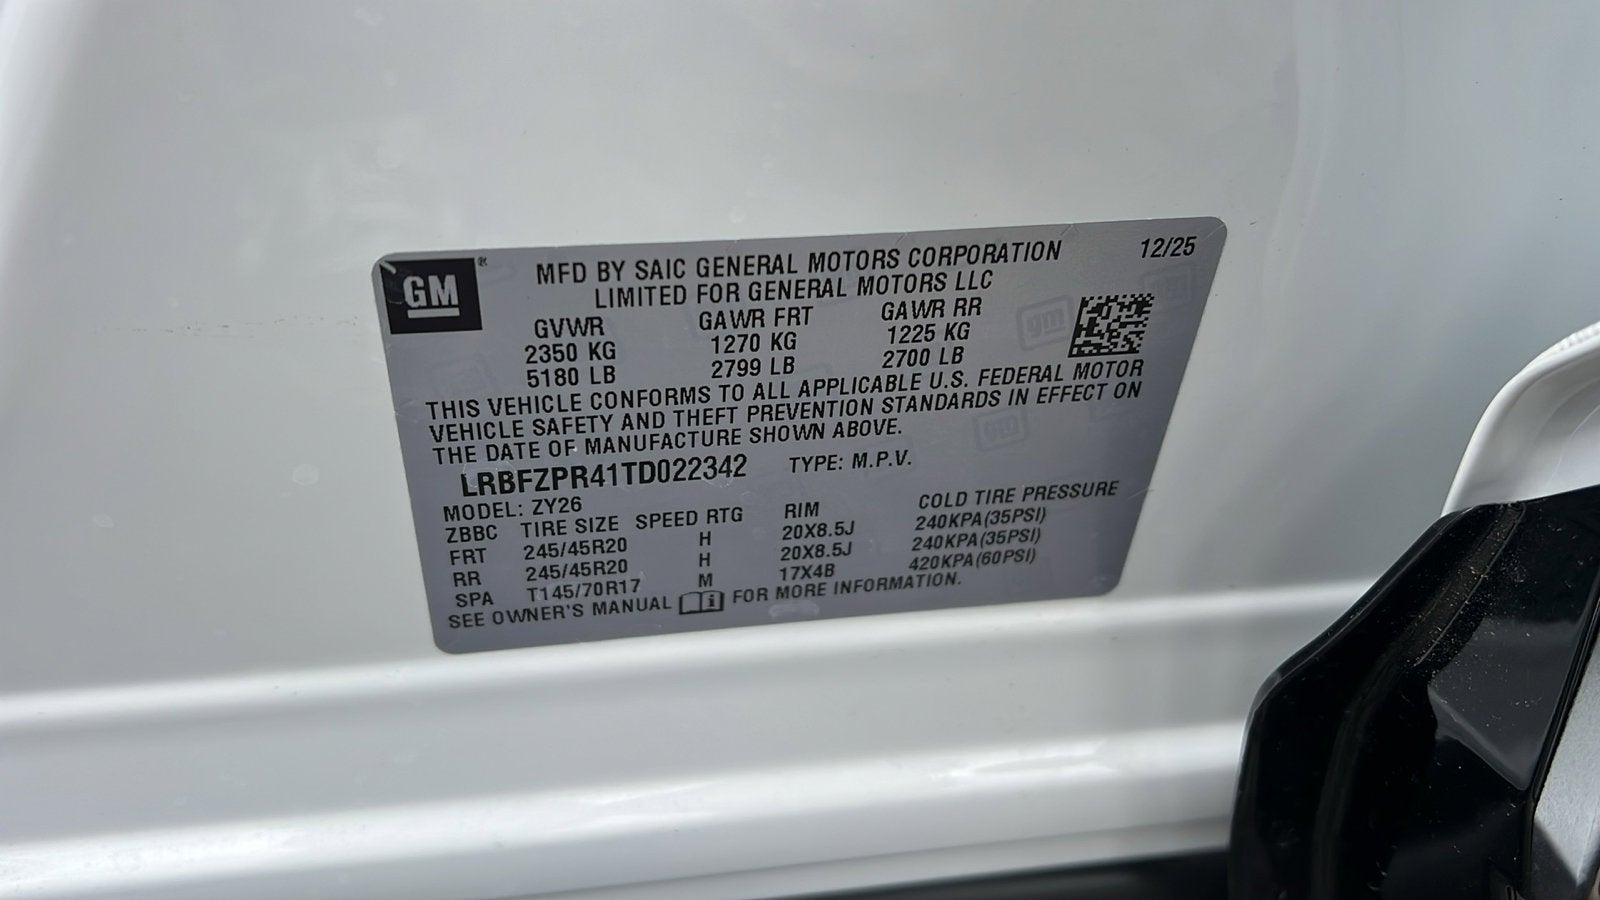 GM ®
MFD BY SAIC GENERAL MOTORS CORPORATION 12/25
LIMITED FOR GENERAL MOTORS LLC
GVWR GAWR FRT GAWR RR
2350 KG 1270 KG 1225 KG
5180 LB 2799 LB 2700 LB
THIS VEHICLE CONFORMS TO ALL APPLICABLE U.S. FEDERAL MOTOR
VEHICLE SAFETY AND THEFT PREVENTION STANDARDS IN EFFECT ON
THE DATE OF MANUFACTURE SHOWN ABOVE.
LRBFZPR41TD022342 TYPE: M.P.V.
MODEL: ZY26
ZBBC TIRE SIZE SPEED RTG RIM COLD TIRE PRESSURE
FRT 245/45R20 H 20X8.5J 240KPA(35PSI)
RR 245/45R20 H 20X8.5J 240KPA(35PSI)
SPA T145/70R17 M 17X4B 420KPA(60PSI)
SEE OWNER'S MANUAL i FOR MORE INFORMATION.